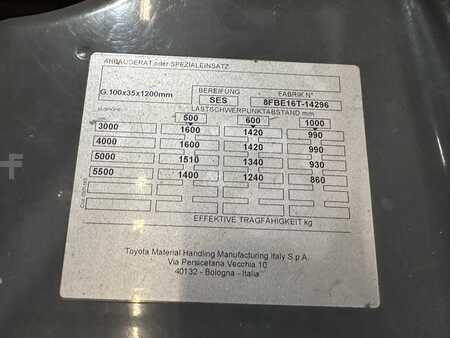 ANBAUGERÄT oder SPEZIALEINSATZ
G.100x35x1200mm
BEREIFUNG
SES
FABRIK N°
8FBE16T-14296
LASTSCHWERPUNKTABSTAND mm
500 600 1000
3000 1600 1420 990
4000 1600 1420 990
5000 1510 1340 930
5500 1400 1240 860
EFFEKTIVE TRAGFÄHIGKEIT kg
Toyota Material Handling Manufacturing Italy S.p.A.
Via Persicetana Vecchia 10
40132 - Bologna - Italia